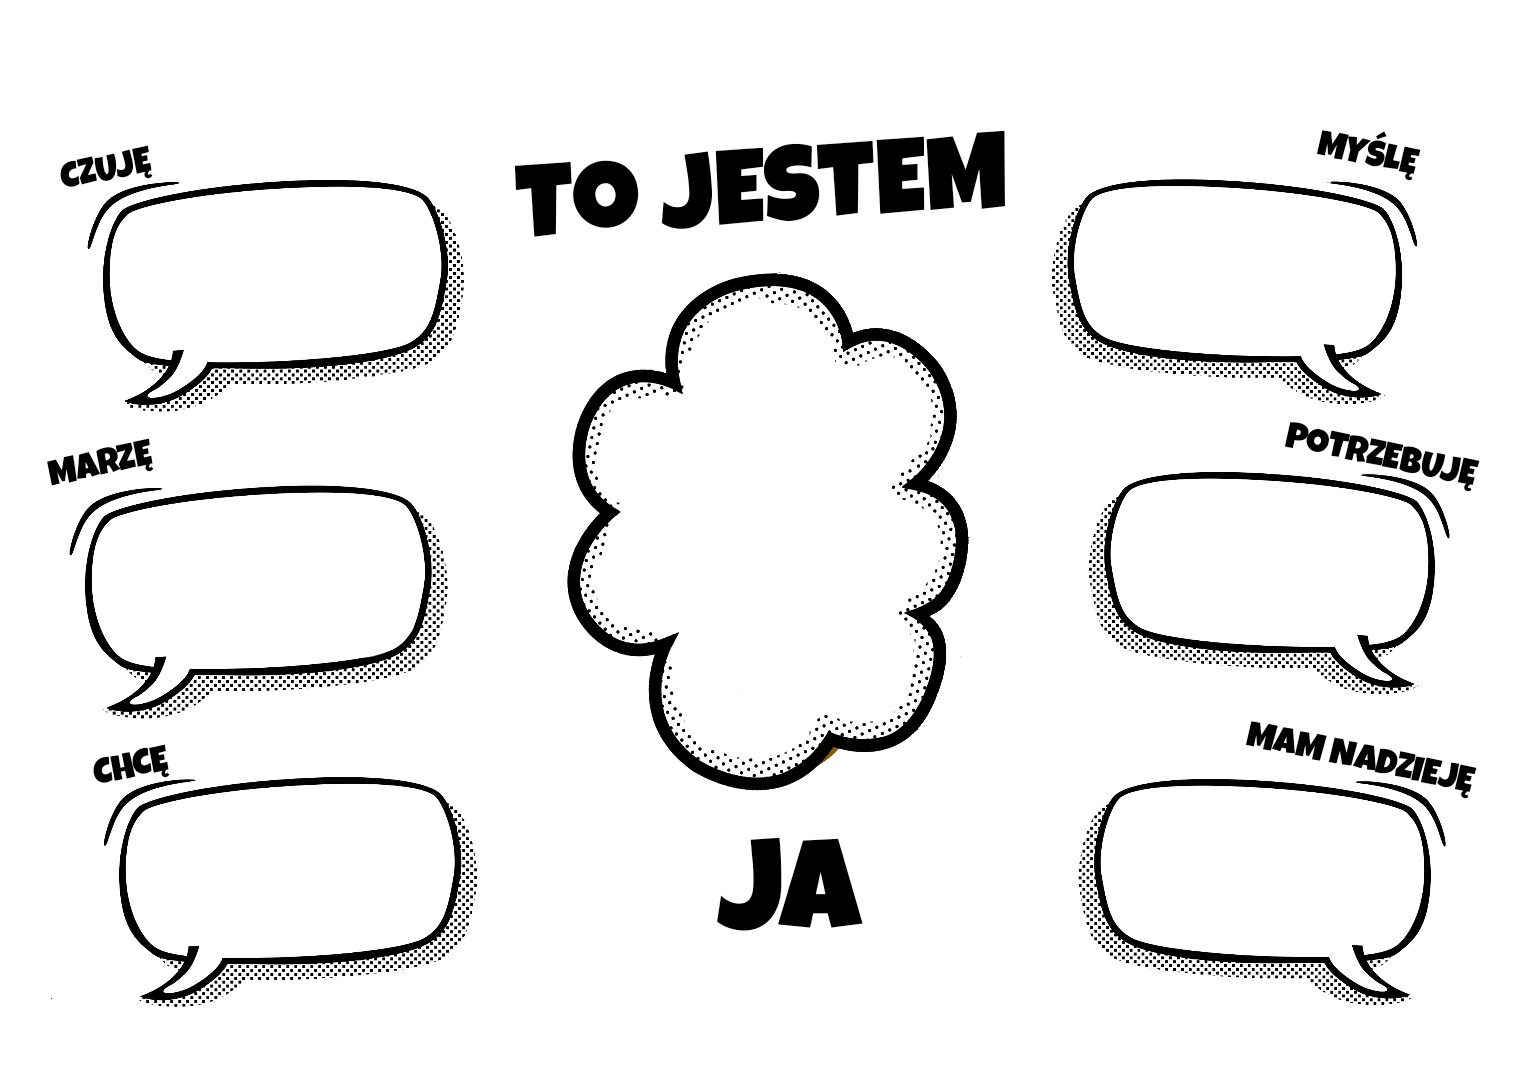 TO JESTEM
CZUJĘ
MYŚLĘ
MARZĘ
POTRZEBUJĘ
CHCĘ
MAM NADZIEJĘ
JA